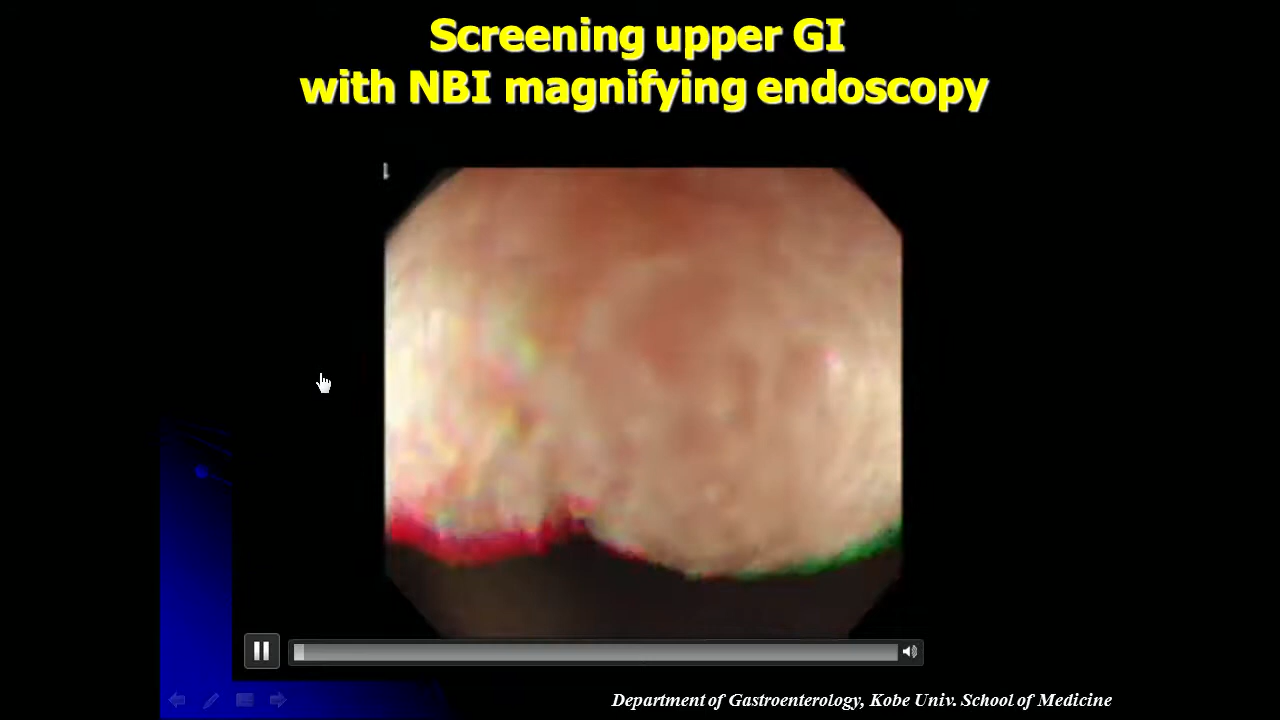 Screening upper GI
with NBI magnifying endoscopy
Department of Gastroenterology, Kobe Univ. School of Medicine